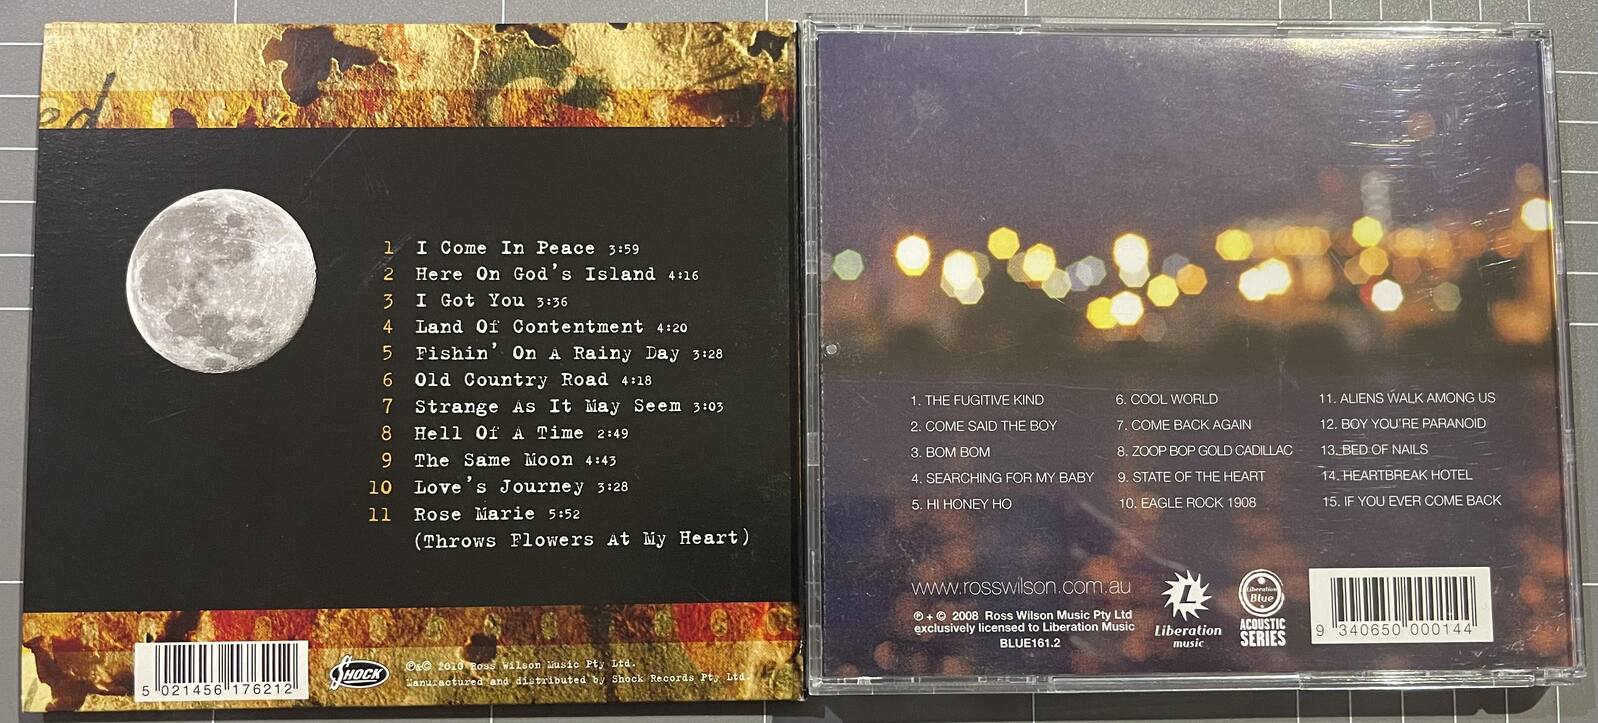 ed
1 I Come In Peace 3:59
2 Here On God's Island 4:16
3 I Got You 3:36
4 Land Of Contentment 4:20
5 Fishin' On A Rainy Day 3:28
6 Old Country Road 4:18
7 Strange As It May Seem 3:03
8 Hell Of A Time 2:49
9 The Same Moon 4:43
10 Love's Journey 3:28
11 Rose Marie 5:52
(Throws Flowers At My Heart)
5 021456 176212
SHOCK
℗&© 2010 Ross Wilson Music Pty Ltd.
Manufactured and distributed by Shock Records Pty Ltd.
1. THE FUGITIVE KIND
2. COME SAID THE BOY
3. BOM BOM
4. SEARCHING FOR MY BABY
5. HI HONEY HO
6. COOL WORLD
7. COME BACK AGAIN
8. ZOOP BOP GOLD CADILLAC
9. STATE OF THE HEART
10. EAGLE ROCK 1908
11. ALIENS WALK AMONG US
12. BOY YOU'RE PARANOID
13. BED OF NAILS
14. HEARTBREAK HOTEL
15. IF YOU EVER COME BACK
www.rosswilson.com.au
℗ + © 2008 Ross Wilson Music Pty Ltd
exclusively licensed to Liberation Music
BLUE161.2
L
Liberation
music
Liberation
Blue
ACOUSTIC
SERIES
9 340650 000144